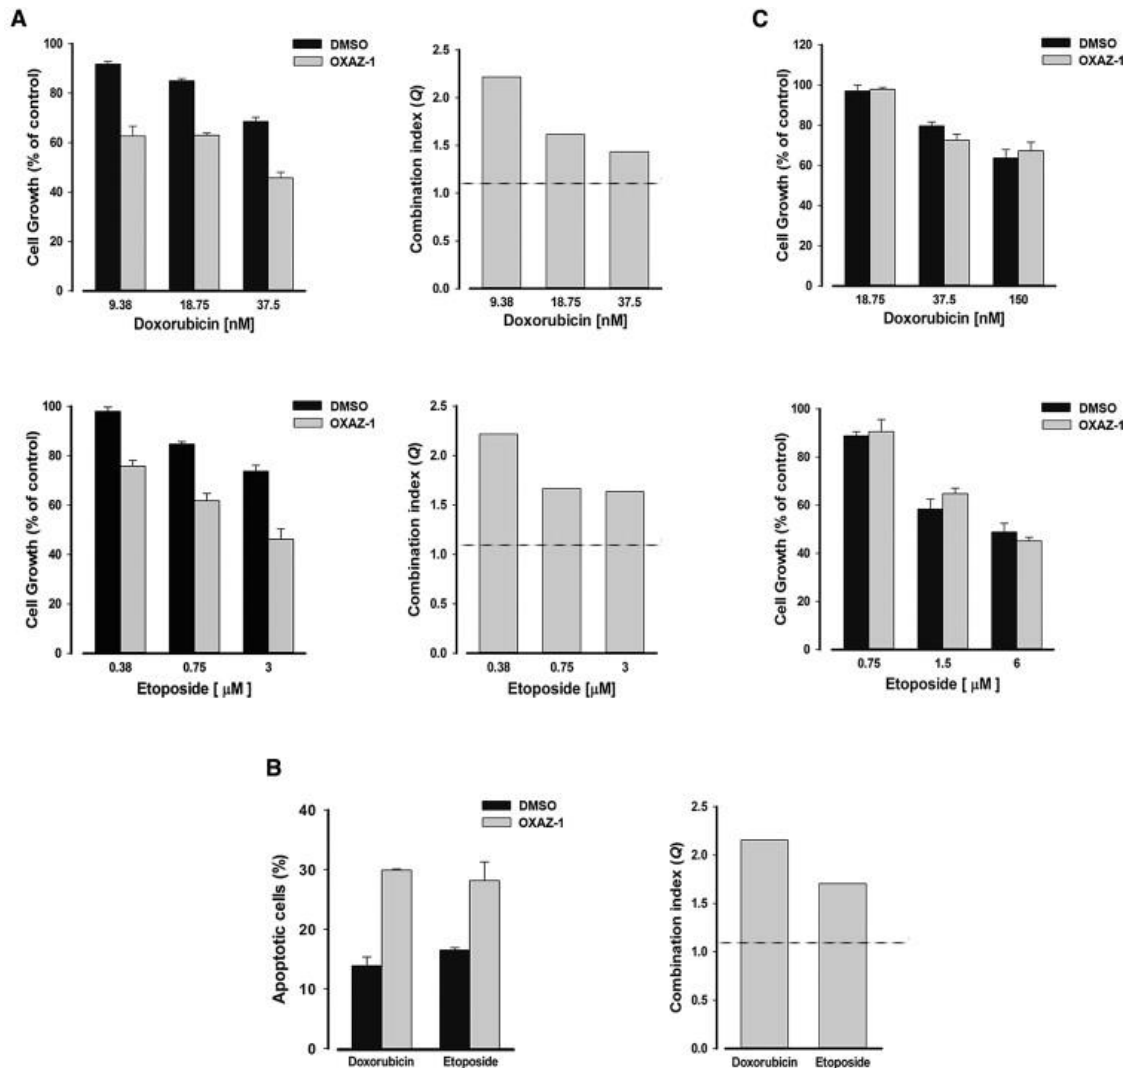 A
DMSO
OXAZ-1
Cell Growth (% of control)
100
80
60
40
20
0
9.38 18.75 37.5
Doxorubicin [nM]
Combination index (Q)
2.5
2.0
1.5
1.0
0.5
0.0
9.38 18.75 37.5
Doxorubicin [nM]
C
DMSO
OXAZ-1
Cell Growth (% of control)
120
100
80
60
40
20
0
18.75 37.5 150
Doxorubicin [nM]
DMSO
OXAZ-1
Cell Growth (% of control)
100
80
60
40
20
0
0.38 0.75 3
Etoposide [ μM ]
Combination index (Q)
2.5
2.0
1.5
1.0
0.5
0.0
0.38 0.75 3
Etoposide [μM]
DMSO
OXAZ-1
Cell Growth (% of control)
100
80
60
40
20
0
0.75 1.5 6
Etoposide [ μM ]
B
DMSO
OXAZ-1
Apoptotic cells (%)
40
30
20
10
0
Doxorubicin Etoposide
Combination index (Q)
2.5
2.0
1.5
1.0
0.5
0.0
Doxorubicin Etoposide